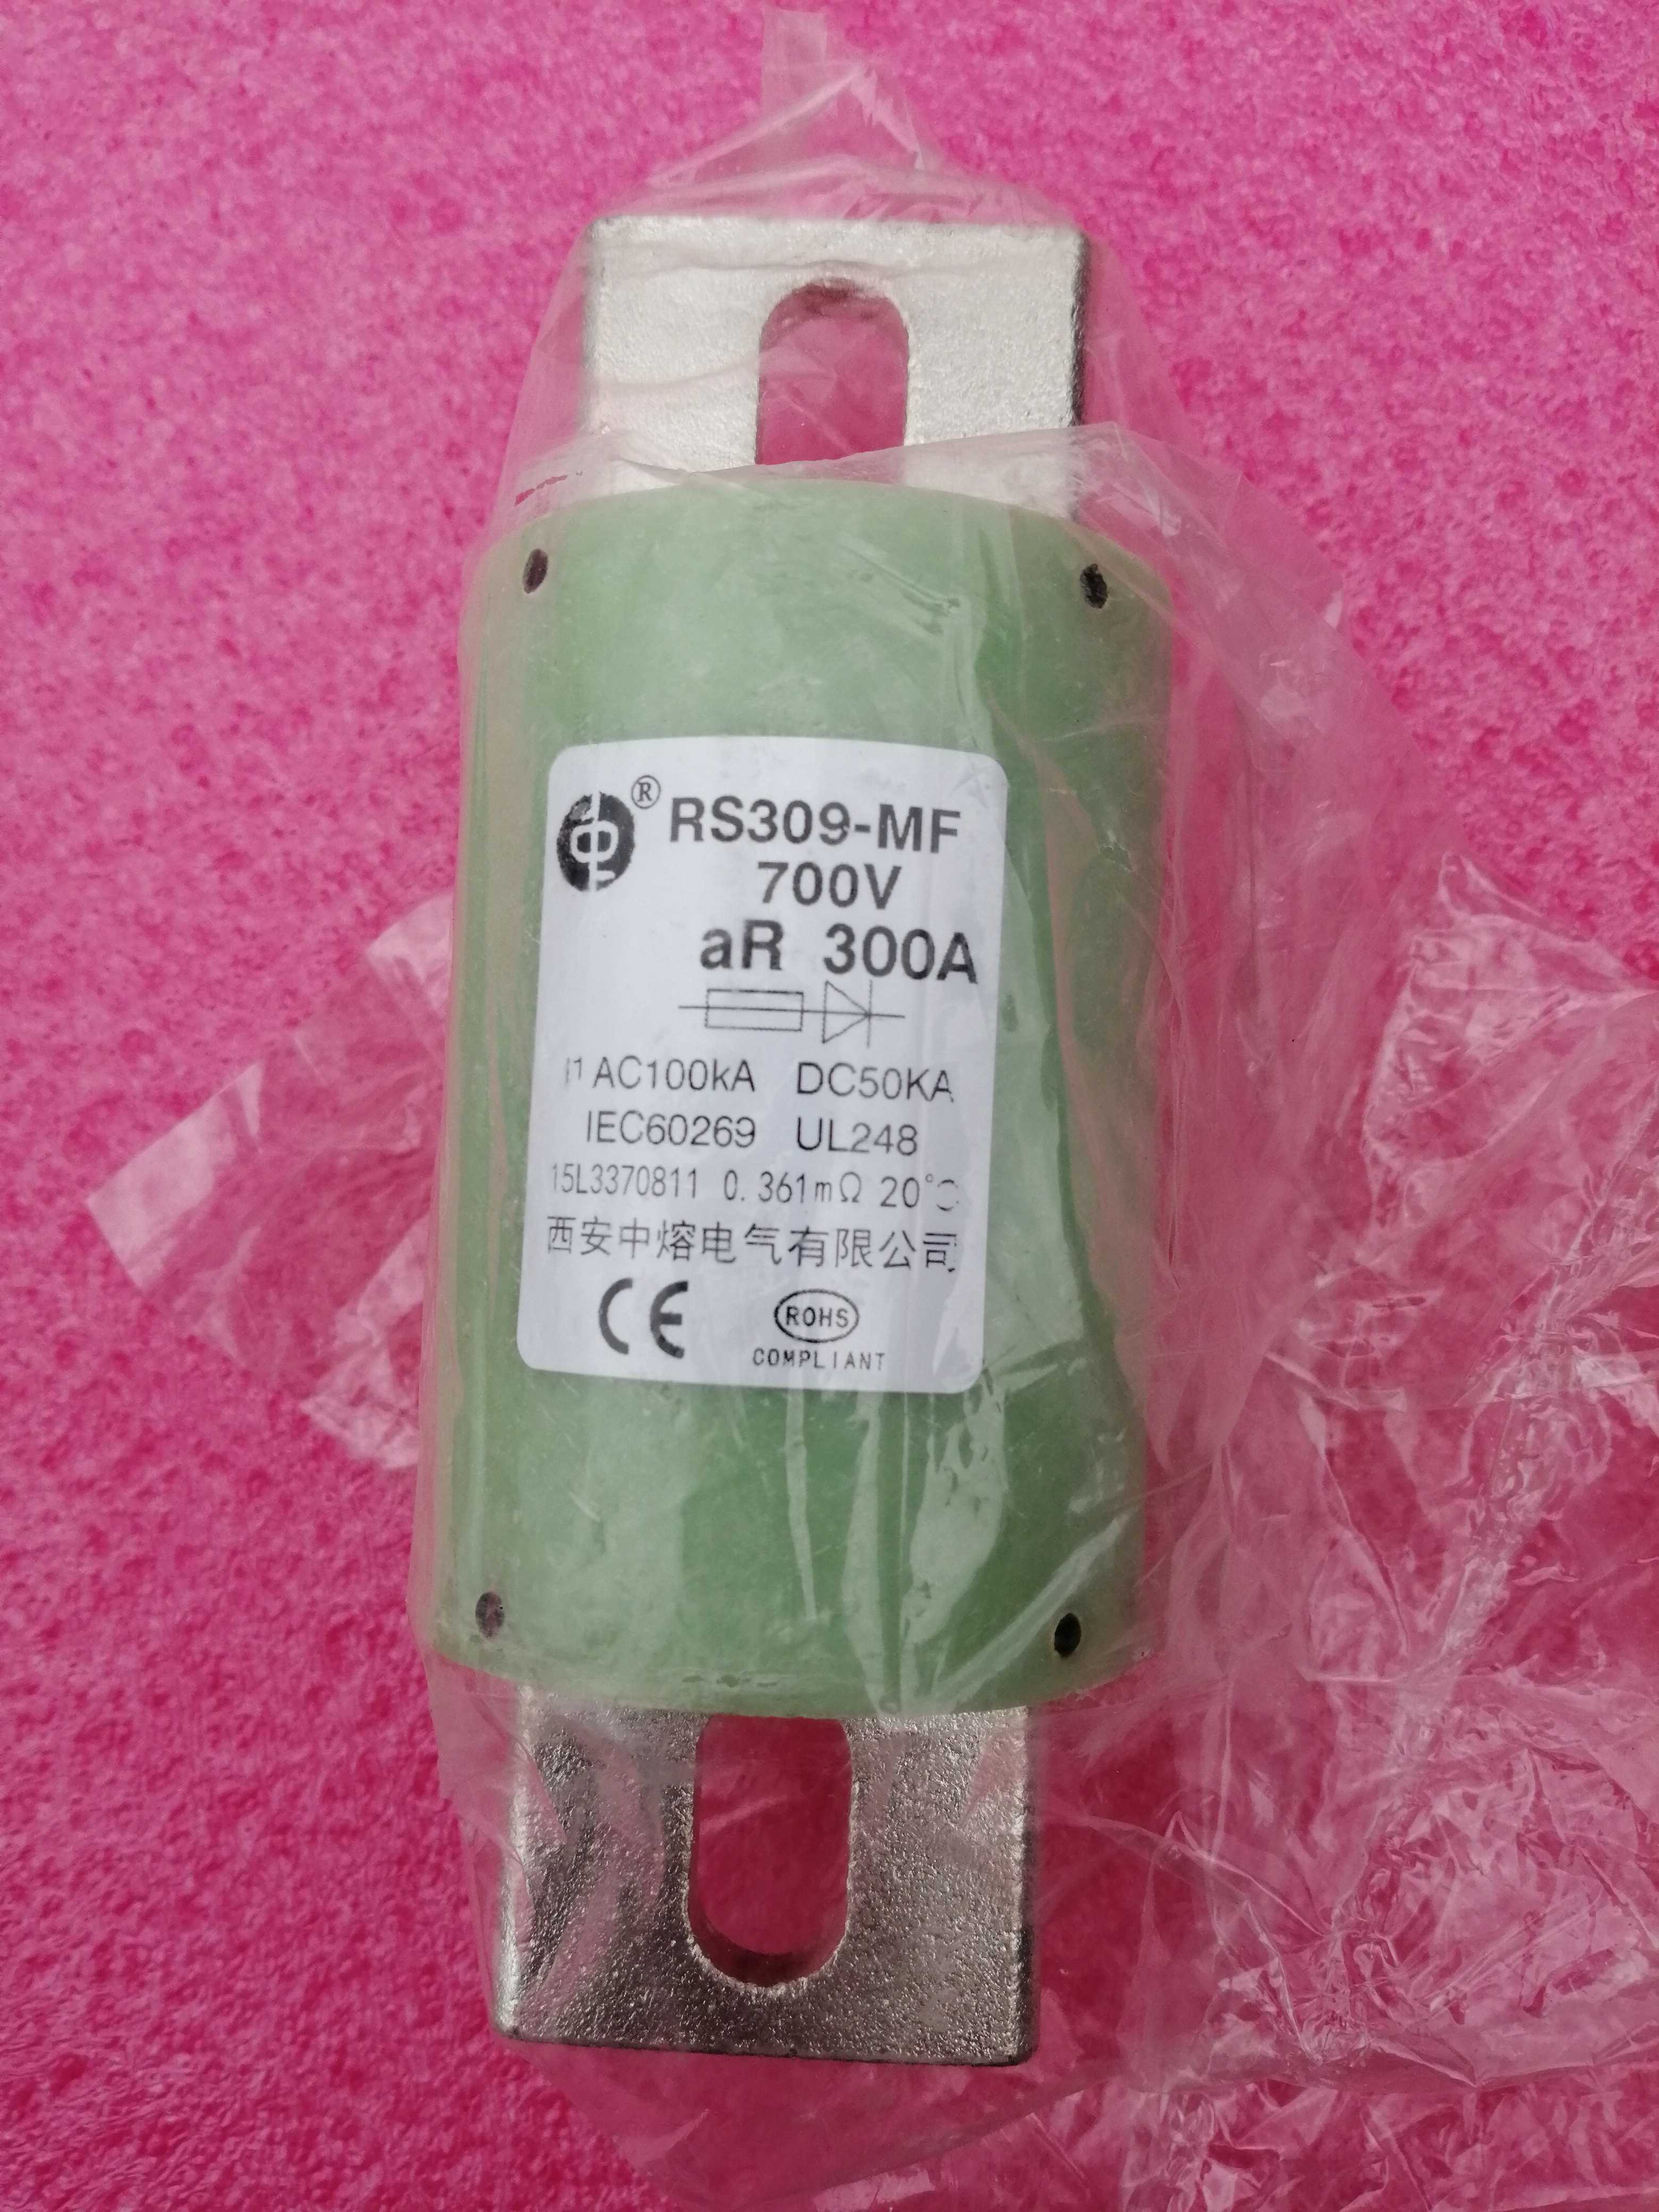 ® RS309-MF
700V
aR 300A
I1 AC100kA DC50KA
IEC60269 UL248
15L3370811 0.361mΩ 20℃
西安中熔电气有限公司
CE ROHS
COMPLIANT